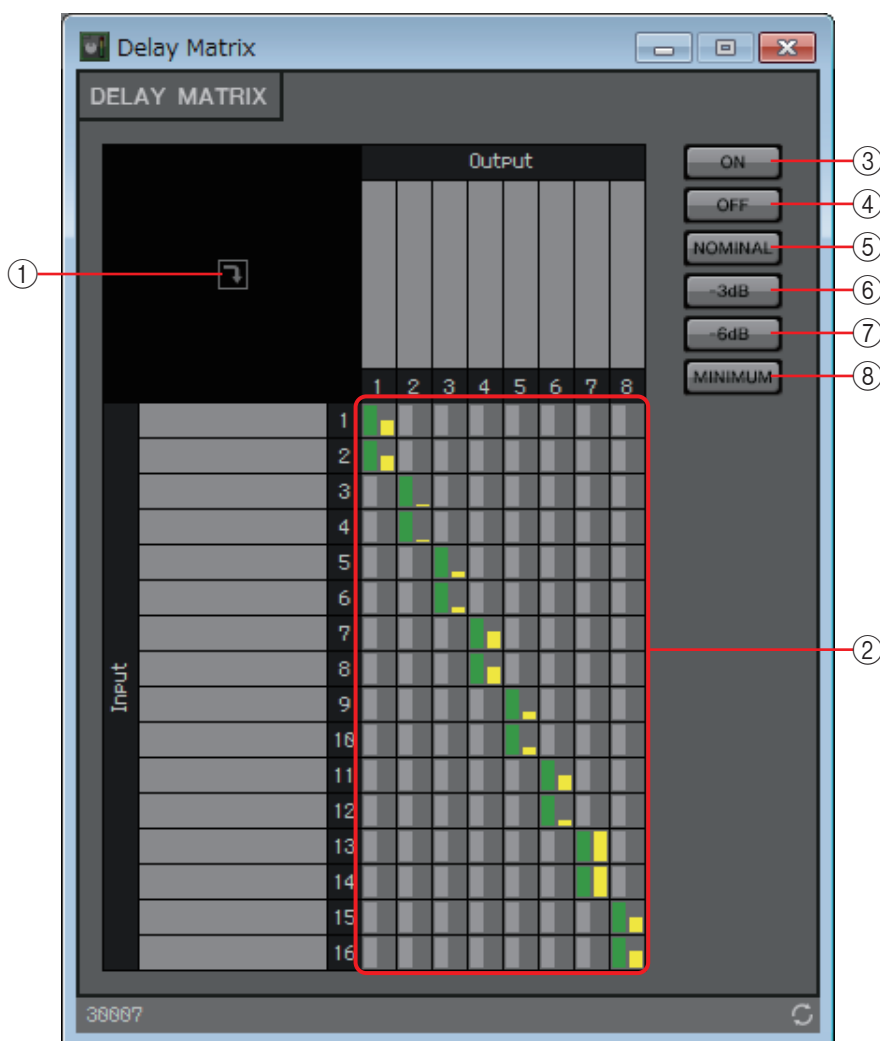 Delay Matrix
DELAY MATRIX
Output
1 2 3 4 5 6 7 8
Input
1
2
3
4
5
6
7
8
9
10
11
12
13
14
15
16
ON
OFF
NOMINAL
-3dB
-6dB
MINIMUM
①
②
③
④
⑤
⑥
⑦
⑧
30007